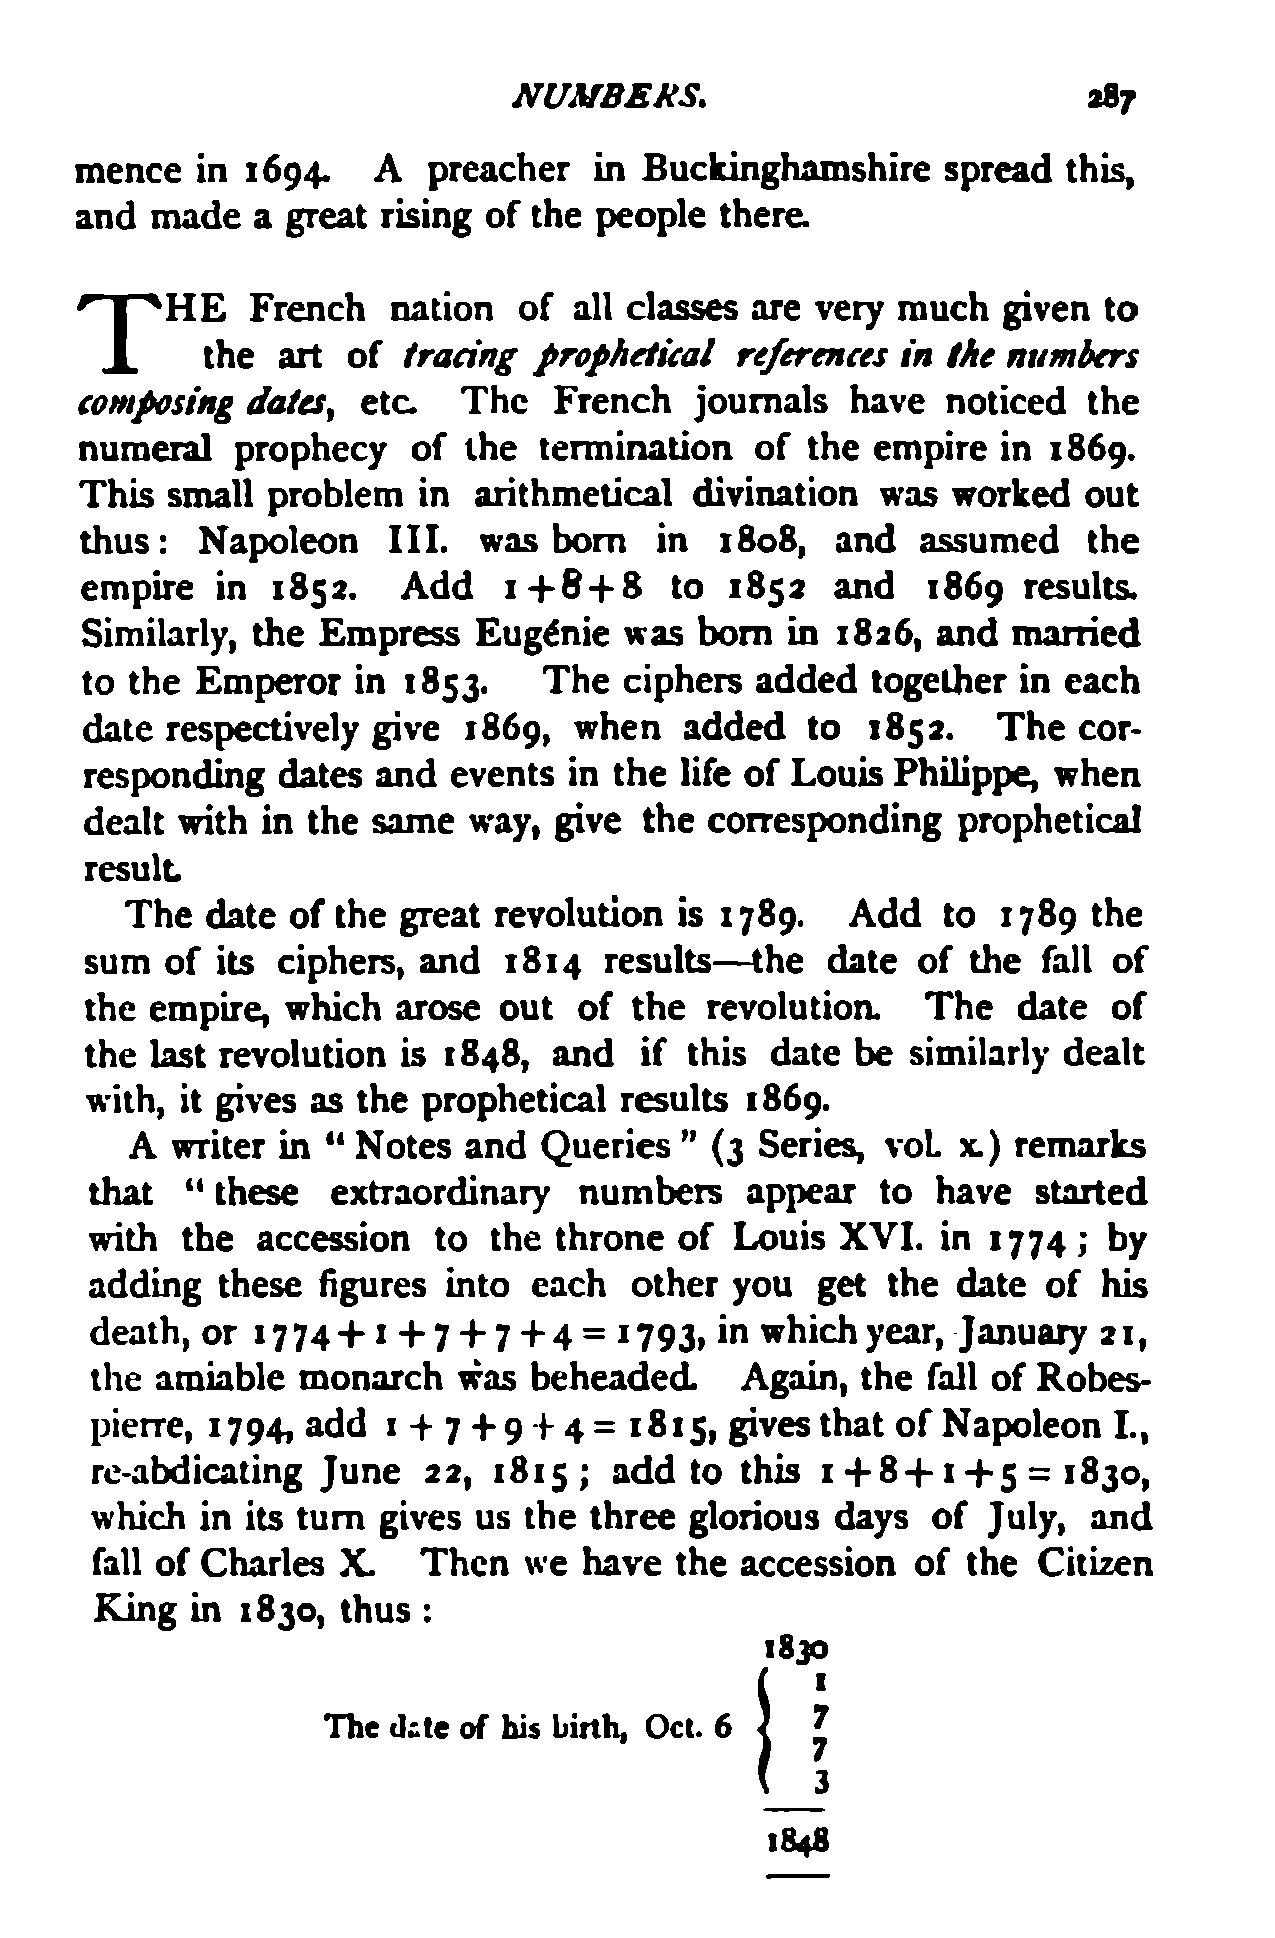 NUMBERS. 287
mence in 1694. A preacher in Buckinghamshire spread this,
and made a great rising of the people there.
THE French nation of all classes are very much given to
the art of tracing prophetical references in the numbers
composing dates, etc. The French journals have noticed the
numeral prophecy of the termination of the empire in 1869.
This small problem in arithmetical divination was worked out
thus: Napoleon III. was born in 1808, and assumed the
empire in 1852. Add 1+8+8 to 1852 and 1869 results.
Similarly, the Empress Eugénie was born in 1826, and married
to the Emperor in 1853. The ciphers added together in each
date respectively give 1869, when added to 1852. The cor-
responding dates and events in the life of Louis Philippe, when
dealt with in the same way, give the corresponding prophetical
result.
The date of the great revolution is 1789. Add to 1789 the
sum of its ciphers, and 1814 results—the date of the fall of
the empire, which arose out of the revolution. The date of
the last revolution is 1848, and if this date be similarly dealt
with, it gives as the prophetical results 1869.
A writer in "Notes and Queries" (3 Series, vol. x.) remarks
that "these extraordinary numbers appear to have started
with the accession to the throne of Louis XVI. in 1774; by
adding these figures into each other you get the date of his
death, or 1774+1+7+7+4=1793, in which year, January 21,
the amiable monarch was beheaded. Again, the fall of Robes-
pierre, 1794, add 1+7+9+4=1815, gives that of Napoleon I.,
re-abdicating June 22, 1815; add to this 1+8+1+5=1830,
which in its turn gives us the three glorious days of July, and
fall of Charles X. Then we have the accession of the Citizen
King in 1830, thus:
1830
1
The date of his birth, Oct. 6 { 7
7
3
1848